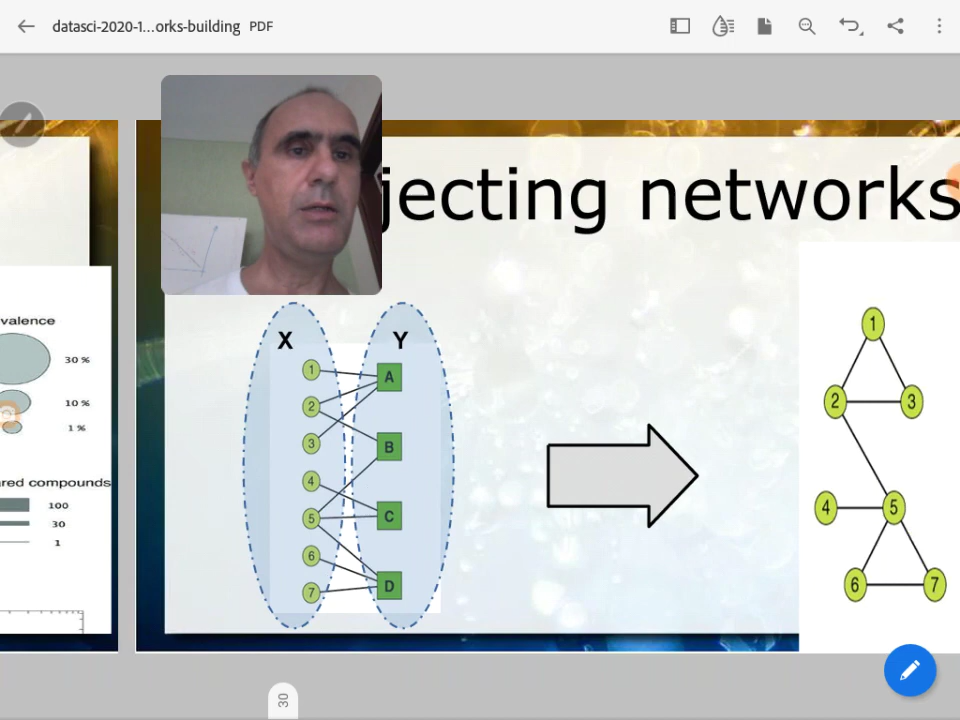 datasci-2020-1...orks-building PDF
jecting networks
valence
30 %
10 %
1 %
red compounds
100
30
1
X Y
1
2
3
4
5
6
7
A
B
C
D
1
2
3
4
5
6
7
30